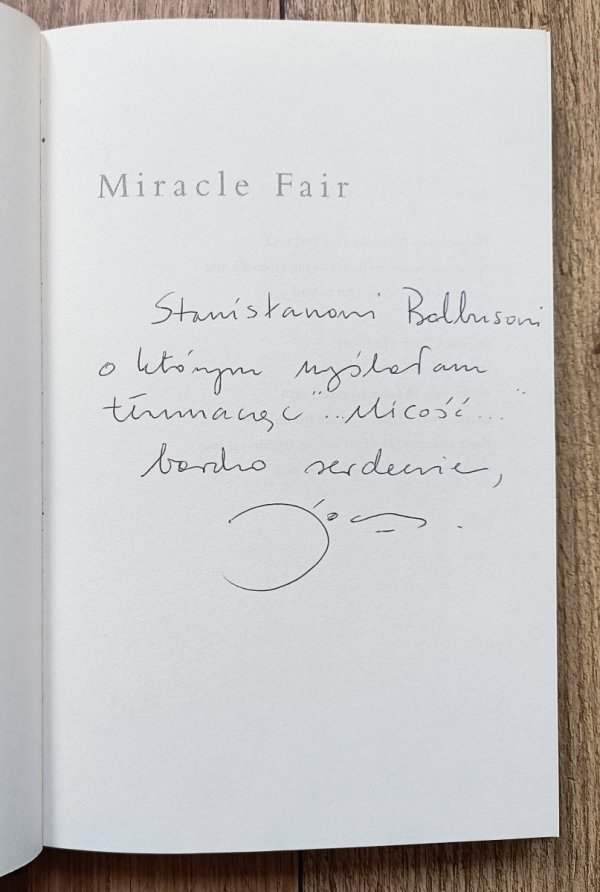 Miracle Fair
Stanisławowi Balbusowi
o którym myślałam
tłumacząc "...Miłość..."
bardzo serdecznie,